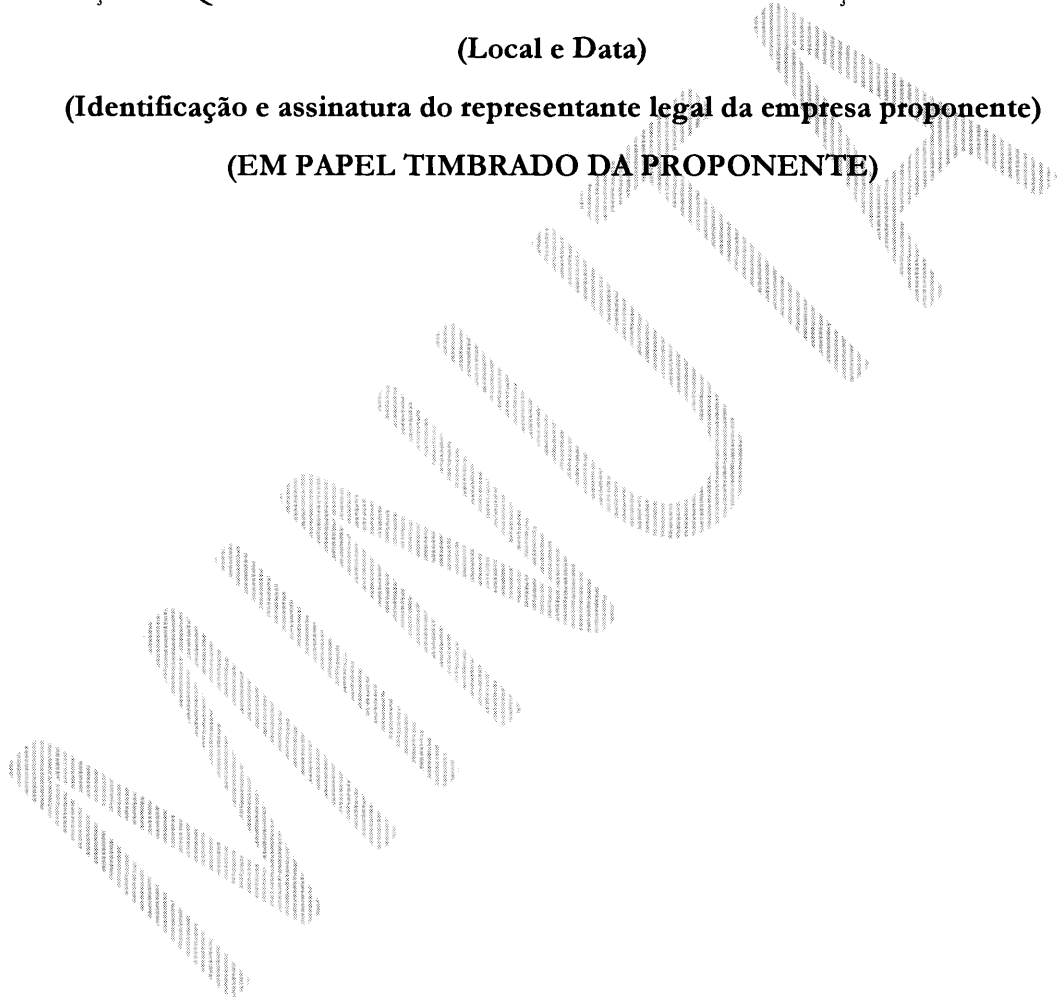 (Local e Data)
(Identificação e assinatura do representante legal da empresa proponente)
(EM PAPEL TIMBRADO DA PROPONENTE)
MINUTA